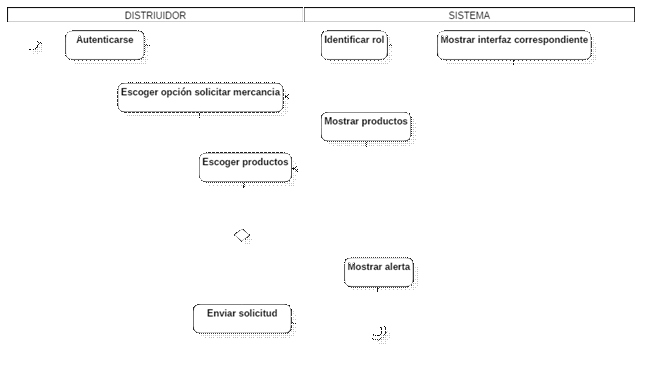 DISTRIUIDOR
SISTEMA
Autenticarse
Identificar rol
Mostrar interfaz correspondiente
Escoger opción solicitar mercancia
Mostrar productos
Escoger productos
Mostrar alerta
Enviar solicitud